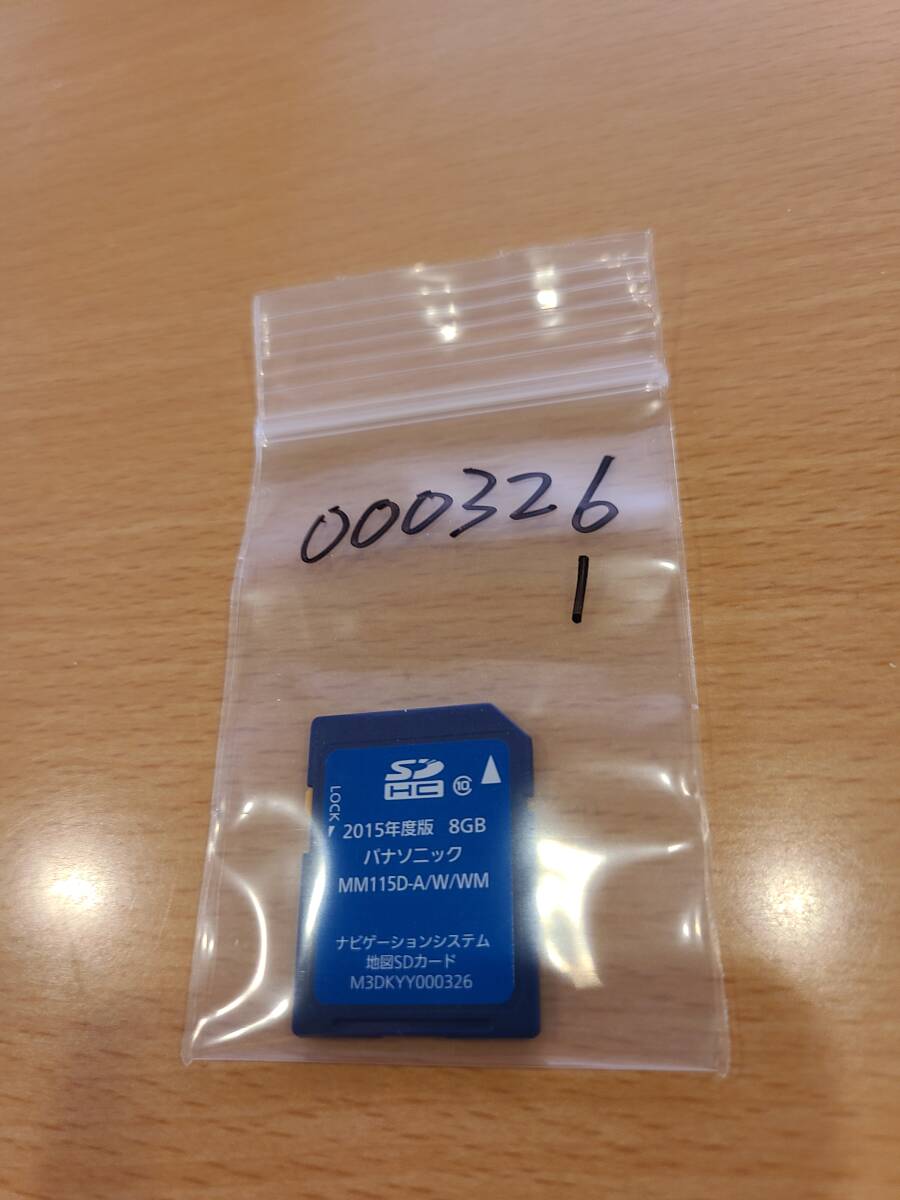 000326
1
SD
HC 10
LOCK
2015年度版 8GB
パナソニック
MM115D-A/W/WM
ナビゲーションシステム
地図SDカード
M3DKYY000326